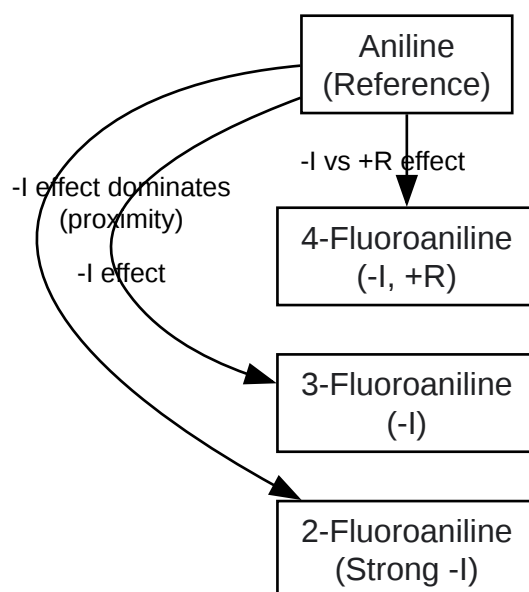 Aniline
(Reference)
-I vs +R effect
-I effect dominates
(proximity)
4-Fluoroaniline
(-I, +R)
-I effect
3-Fluoroaniline
(-I)
2-Fluoroaniline
(Strong -I)